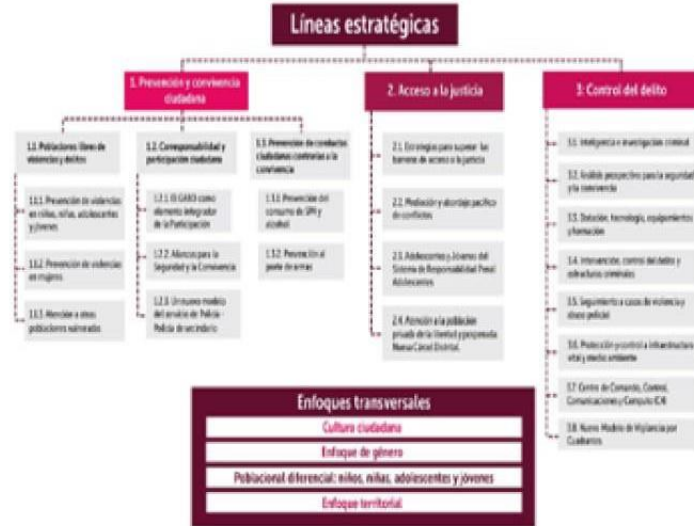 Líneas estratégicas
1. Prevención y convivencia
ciudadana
2. Acceso a la justicia
3. Control del delito
1.1. Poblaciones libres de
violencias y delitos
1.1.1. Prevención de violencias
en niños, niñas, adolescentes
y jóvenes
1.1.2. Prevención de violencias
en mujeres
1.1.3. Atención a otras
poblaciones vulneradas
1.2. Corresponsabilidad y
participación ciudadana
1.2.1. El GABO como
elemento integrador de
la Participación
1.2.2. Alianzas para la
Seguridad y la Convivencia
1.2.3. Un nuevo modelo
del servicio de Policía -
Policía de vecindario
1.3. Prevención de conductas
ciudadanas contrarias a la
convivencia
1.3.1. Prevención del
consumo de SPA y
alcohol
1.3.2. Prevención al
porte de armas
2.1. Estrategias para superar las
barreras de acceso a la justicia
2.2. Mediación y abordaje pacífico
de conflictos
2.3. Adolescentes y Jóvenes del
Sistema de Responsabilidad Penal
Adolescentes
2.4. Atención a la población
privada de la libertad y pospenada
Nueva Cárcel Distrital.
3.1. Inteligencia e investigación criminal
3.2. Análisis prospectivo para la seguridad
y la convivencia
3.3. Dotación, tecnología, equipamientos
y formación
3.4. Intervención, control del delito y
estructuras criminales
3.5. Seguimiento a casos de violencia y
abuso policial
3.6. Protección y control a infraestructura
vital y medio ambiente
3.7. Centro de Comando, Control,
Comunicaciones y Computo (C4)
3.8. Nuevo Modelo de Vigilancia por
Cuadrantes.
Enfoques transversales
Cultura ciudadana
Enfoque de género
Poblacional diferencial: niños, niñas, adolescentes y jóvenes
Enfoque territorial